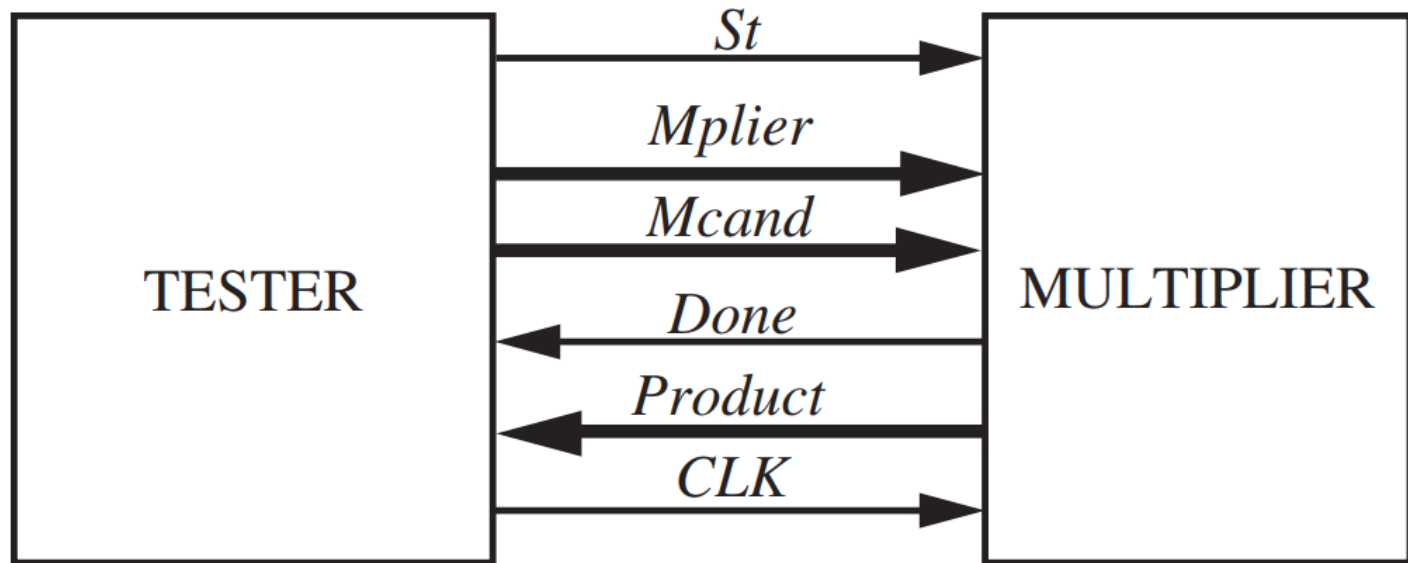 St
Mplier
Mcand
TESTER
MULTIPLIER
Done
Product
CLK